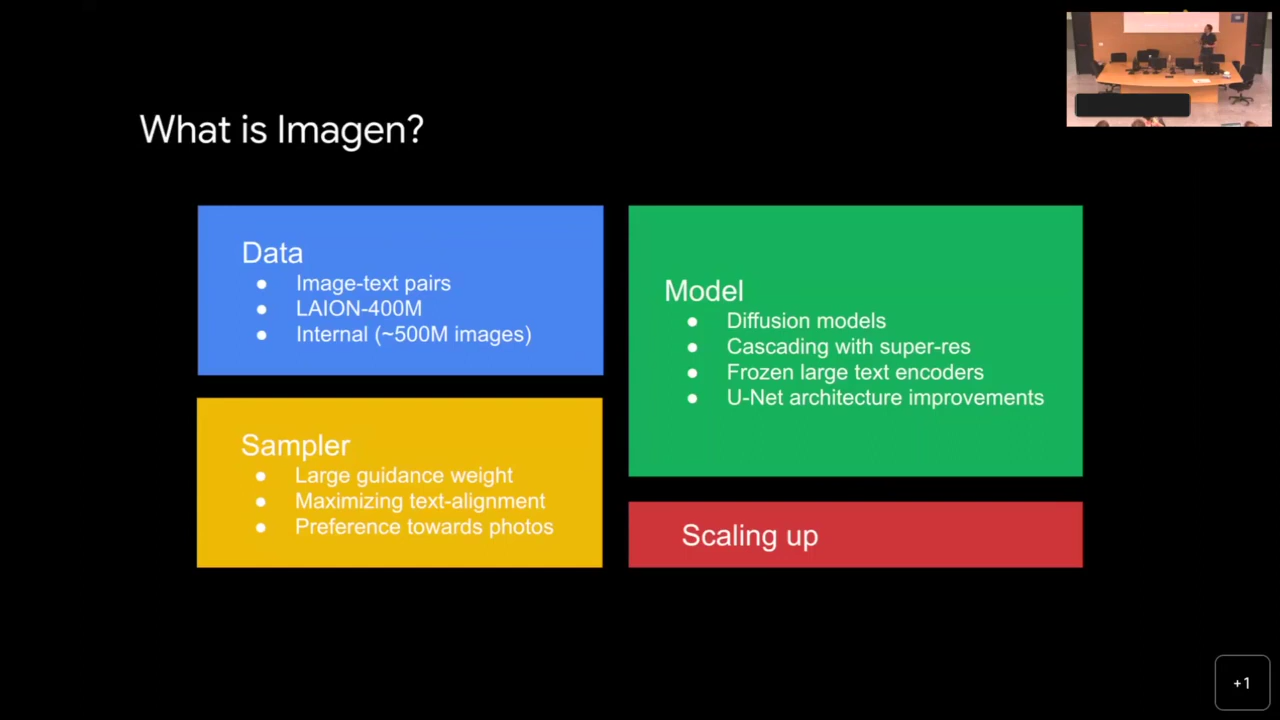 What is Imagen?
Data
● Image-text pairs
● LAION-400M
● Internal (~500M images)
Sampler
● Large guidance weight
● Maximizing text-alignment
● Preference towards photos
Model
● Diffusion models
● Cascading with super-res
● Frozen large text encoders
● U-Net architecture improvements
Scaling up
+1